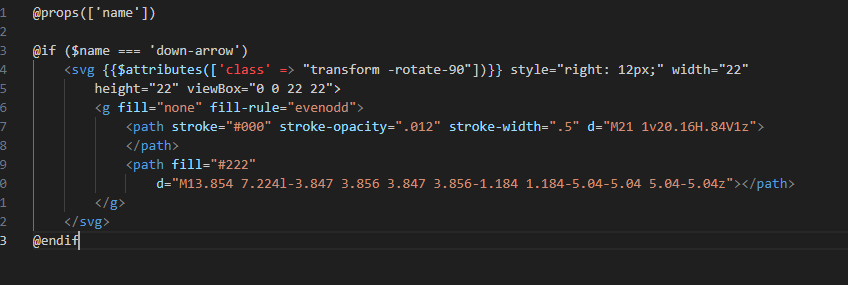 1 @props(['name'])
2
3 @if ($name === 'down-arrow')
4 <svg {{$attributes(['class' => "transform -rotate-90"])}} style="right: 12px;" width="22"
5 height="22" viewBox="0 0 22 22">
6 <g fill="none" fill-rule="evenodd">
7 <path stroke="#000" stroke-opacity=".012" stroke-width=".5" d="M21 1v20.16H.84V1z">
8 </path>
9 <path fill="#222"
0 d="M13.854 7.224l-3.847 3.856 3.847 3.856-1.184 1.184-5.04-5.04 5.04-5.04z"></path>
1 </g>
2 </svg>
3 @endif